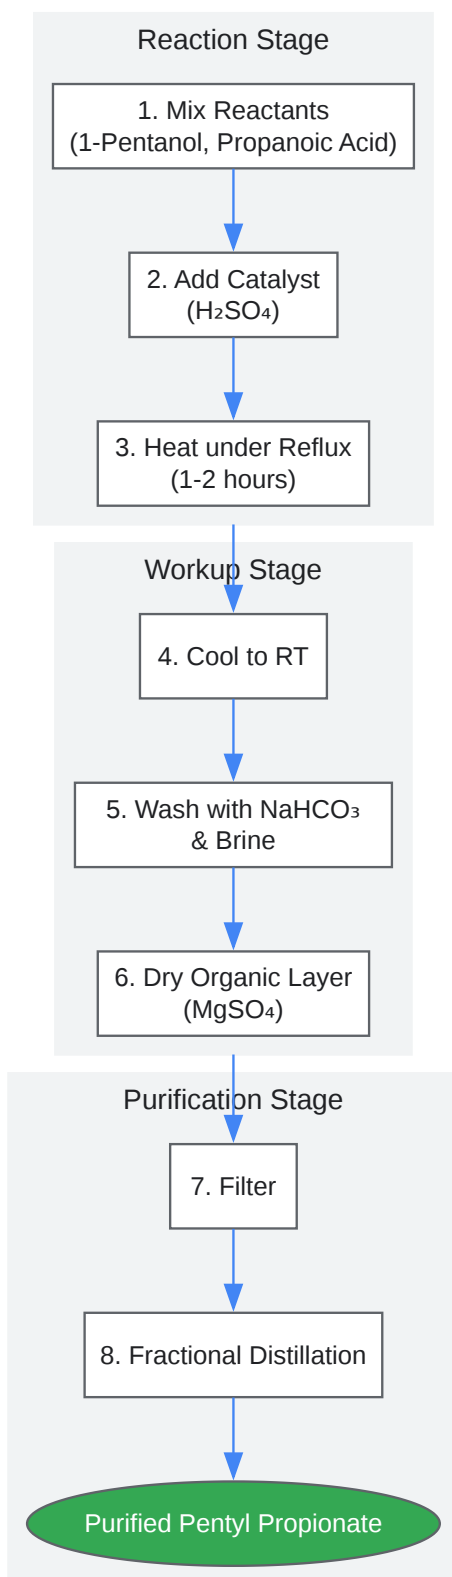 Reaction Stage
1. Mix Reactants
(1-Pentanol, Propanoic Acid)
2. Add Catalyst
(H₂SO₄)
3. Heat under Reflux
(1-2 hours)
Workup Stage
4. Cool to RT
5. Wash with NaHCO₃
& Brine
6. Dry Organic Layer
(MgSO₄)
Purification Stage
7. Filter
8. Fractional Distillation
Purified Pentyl Propionate